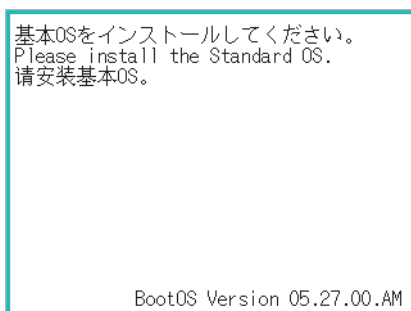 基本OSをインストールしてください。
Please install the Standard OS.
请安装基本OS。
BootOS Version 05.27.00.AM